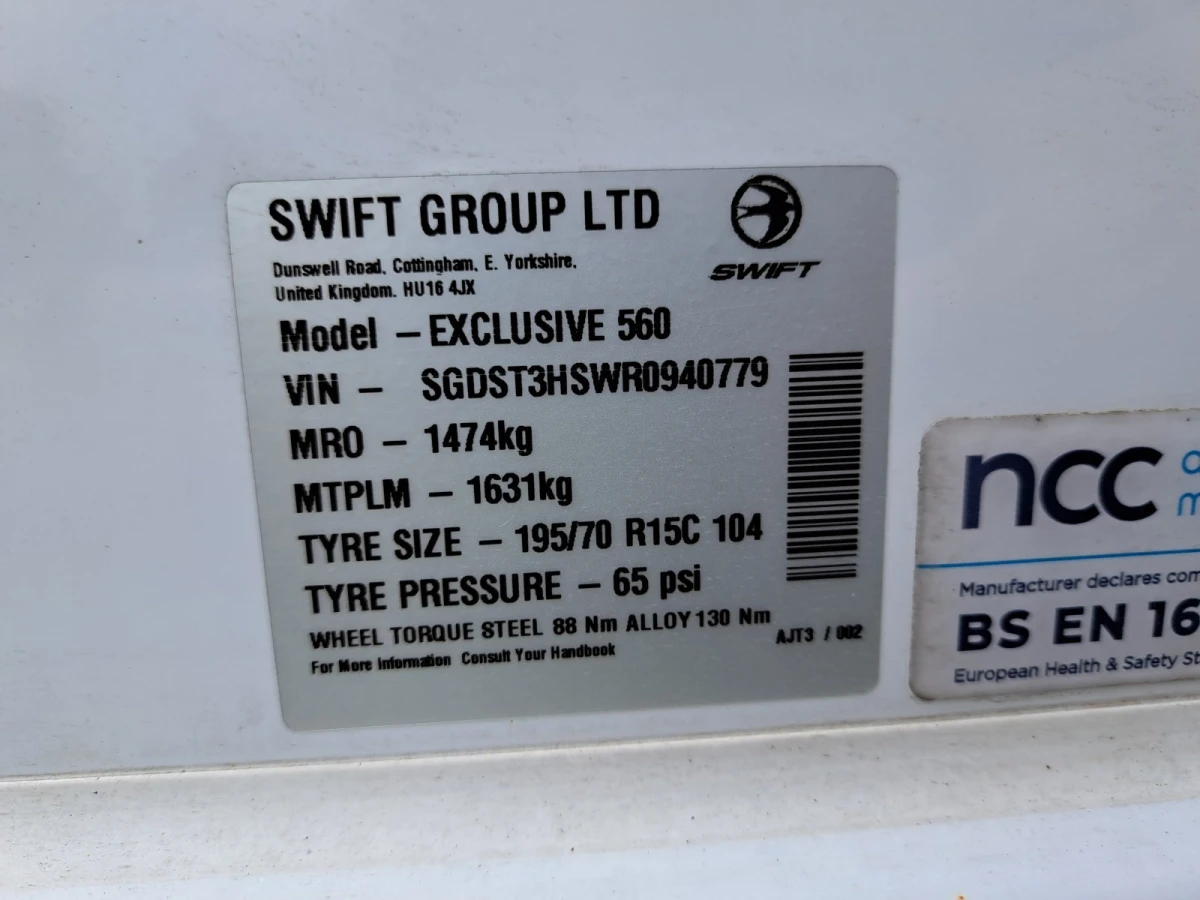 SWIFT GROUP LTD
SWIFT
Dunswell Road, Cottingham, E. Yorkshire,
United Kingdom. HU16 4JX
Model – EXCLUSIVE 560
VIN – SGDST3HSWR0940779
MRO – 1474kg
MTPLM – 1631kg
TYRE SIZE – 195/70 R15C 104
TYRE PRESSURE – 65 psi
WHEEL TORQUE STEEL 88 Nm ALLOY 130 Nm
AJT3 / 002
For More Information Consult Your Handbook
ncc
Manufacturer declares com
BS EN 16
European Health & Safety St